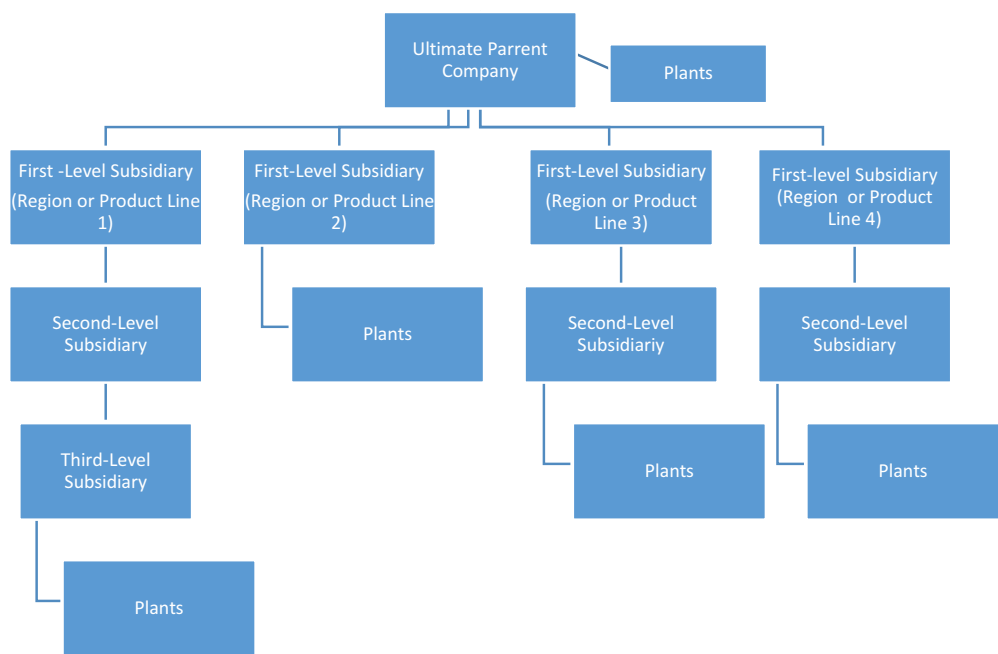 Ultimate Parrent
Company
Plants
First -Level Subsidiary
(Region or Product Line
1)
First-Level Subsidiary
(Region or Product Line
2)
First-Level Subsidiary
(Region or Product
Line 3)
First-level Subsidiary
(Region  or Product
Line 4)
Second-Level
Subsidiary
Plants
Second-Level
Subsidiariy
Second-Level
Subsidiary
Third-Level
Subsidiary
Plants
Plants
Plants